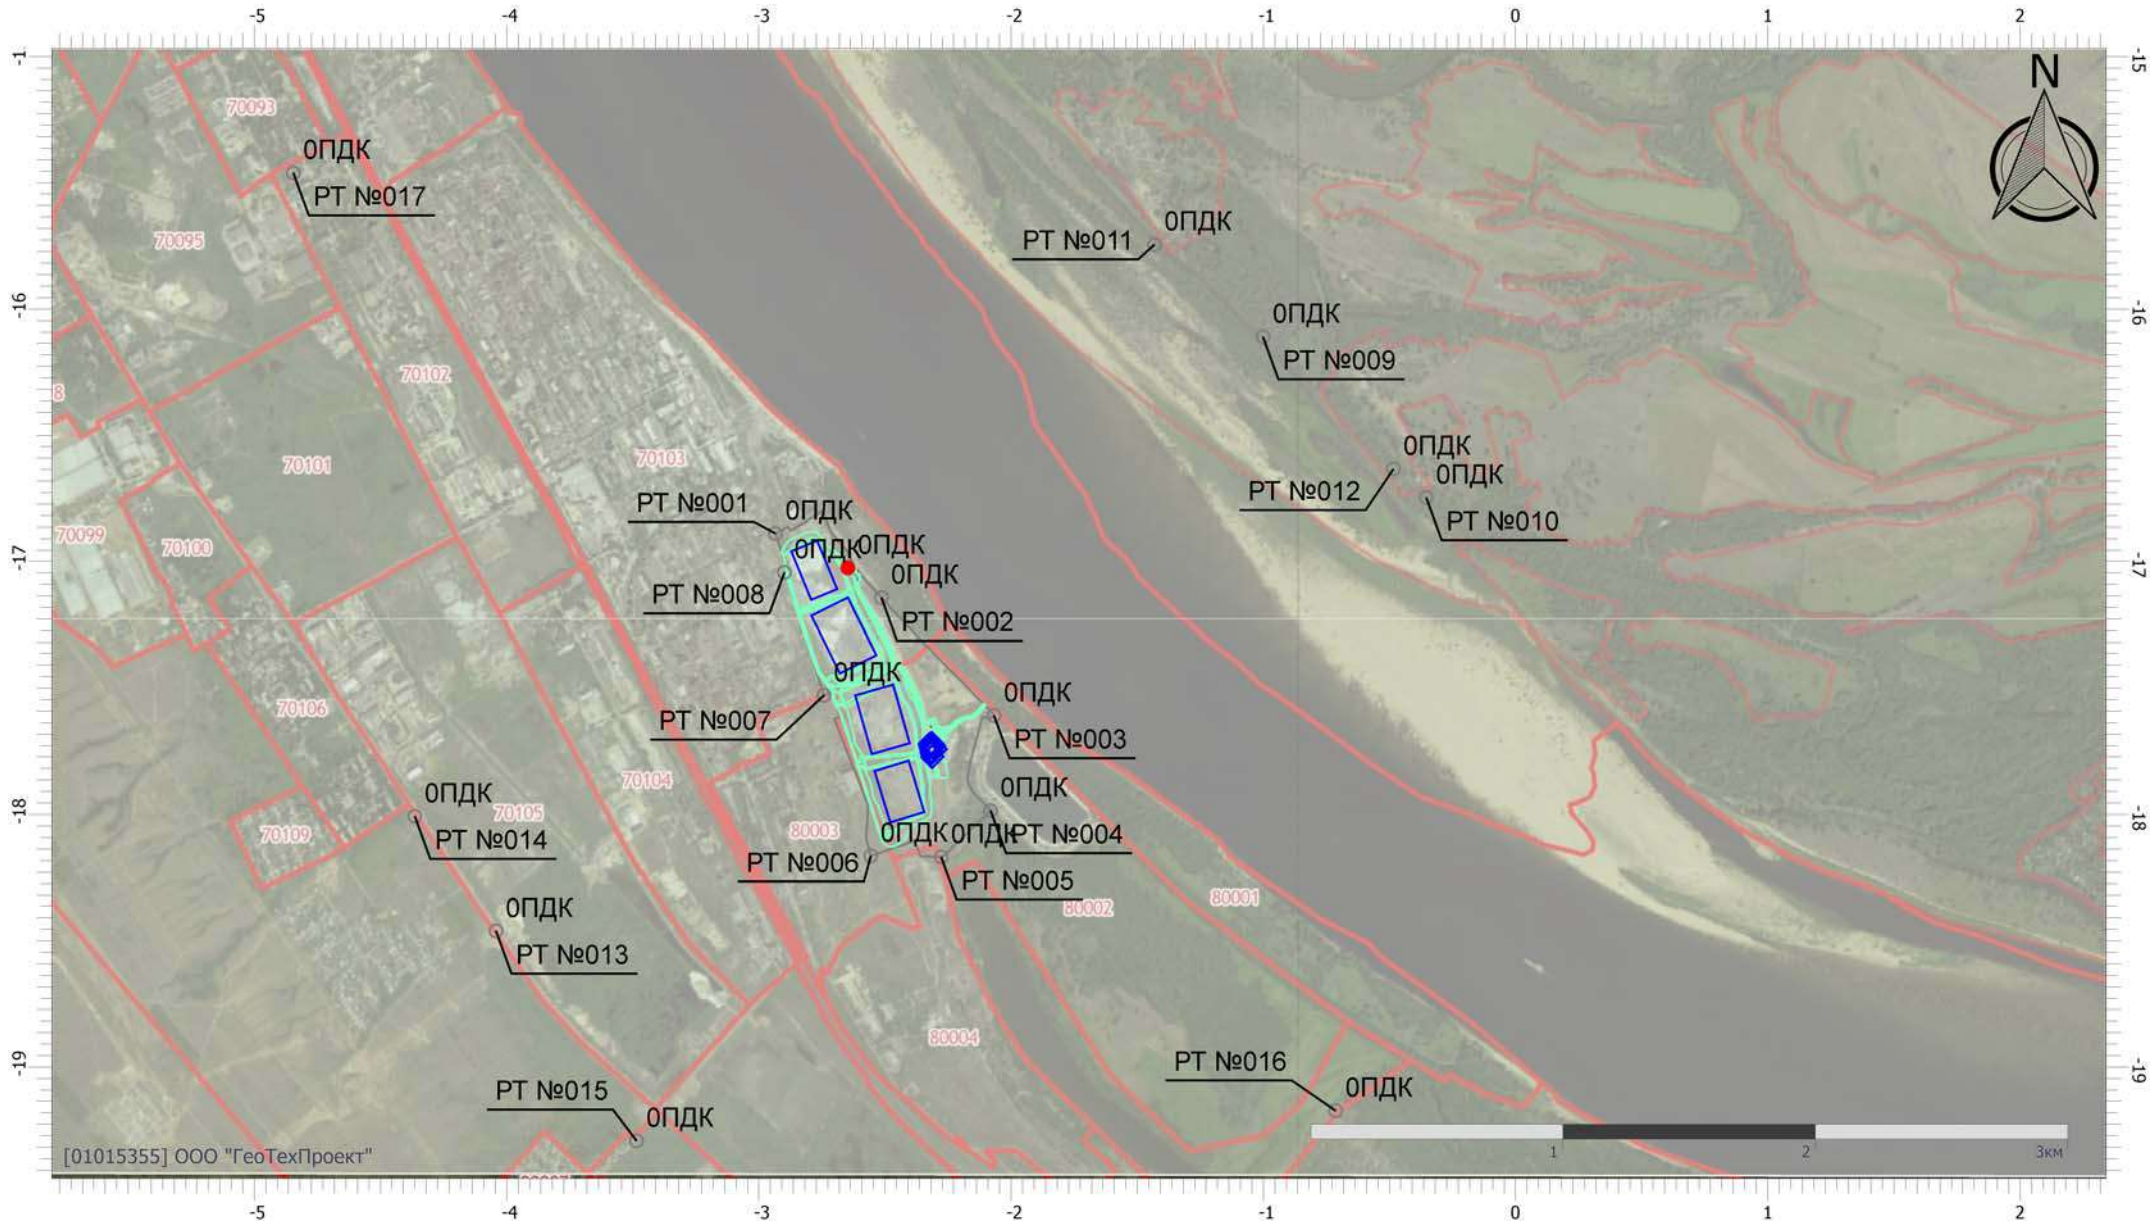 -5 -4 -3 -2 -1 0 1 2
-1
-15
N
70093
0ПДК
РТ №017
70095
0ПДК
РТ №011
-16
-16
0ПДК
РТ №009
70102
8
0ПДК
70103
70101
0ПДК
РТ №012
РТ №001
0ПДК
РТ №010
70099
70100
0ПДК
0ПДК
-17
-17
0ПДК
РТ №008
РТ №002
0ПДК
70106
0ПДК
РТ №007
РТ №003
70104
0ПДК
0ПДК
70105
-18
-18
70109
РТ №014
80003
0ПДК
0ПДК
РТ №004
РТ №006
РТ №005
80001
0ПДК
80002
РТ №013
80004
РТ №016
-19
-19
РТ №015
0ПДК
0ПДК
[01015355] ООО "ГеоТехПроект"
1 2 3км
-5 -4 -3 -2 -1 0 1 2